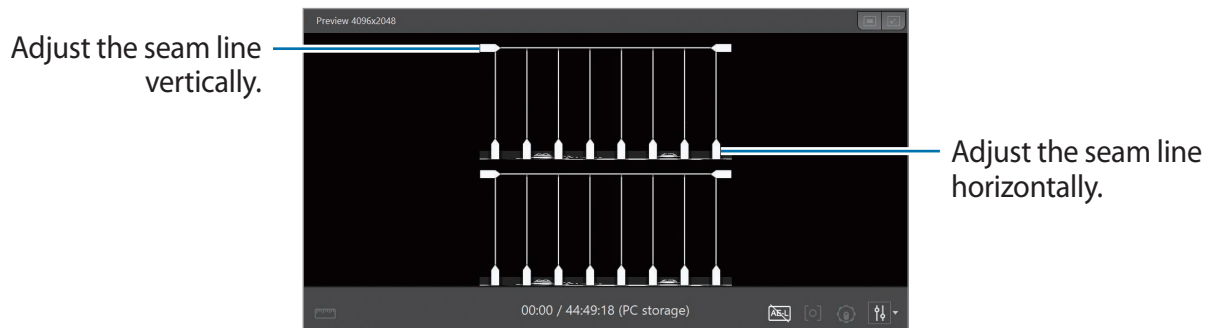 Preview 4096x2048
Adjust the seam line
vertically.
Adjust the seam line
horizontally.
00:00 / 44:49:18 (PC storage)
AE-L